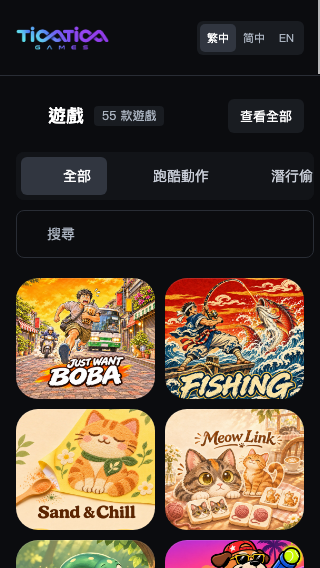 TICATICA
GAMES
繁中
简中
EN
遊戲
55 款遊戲
查看全部
全部
跑酷動作
潛行偷
搜尋
JUST WANT
BOBA
FISHING
Sand & Chill
Meow Link